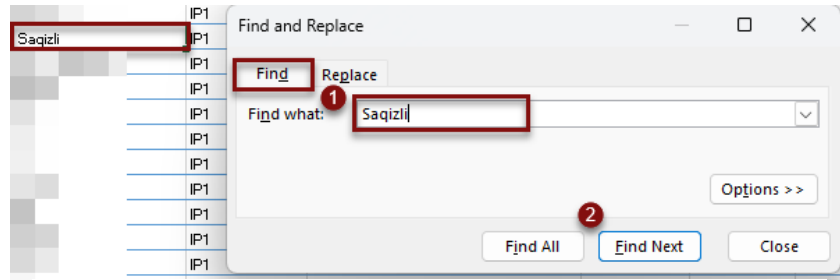 IP1
Saqizli
IP1
IP1
IP1
IP1
IP1
IP1
IP1
IP1
IP1
IP1
Find and Replace
Find
Replace
1
Find what:
Saqizli
Options >>
2
Find All
Find Next
Close